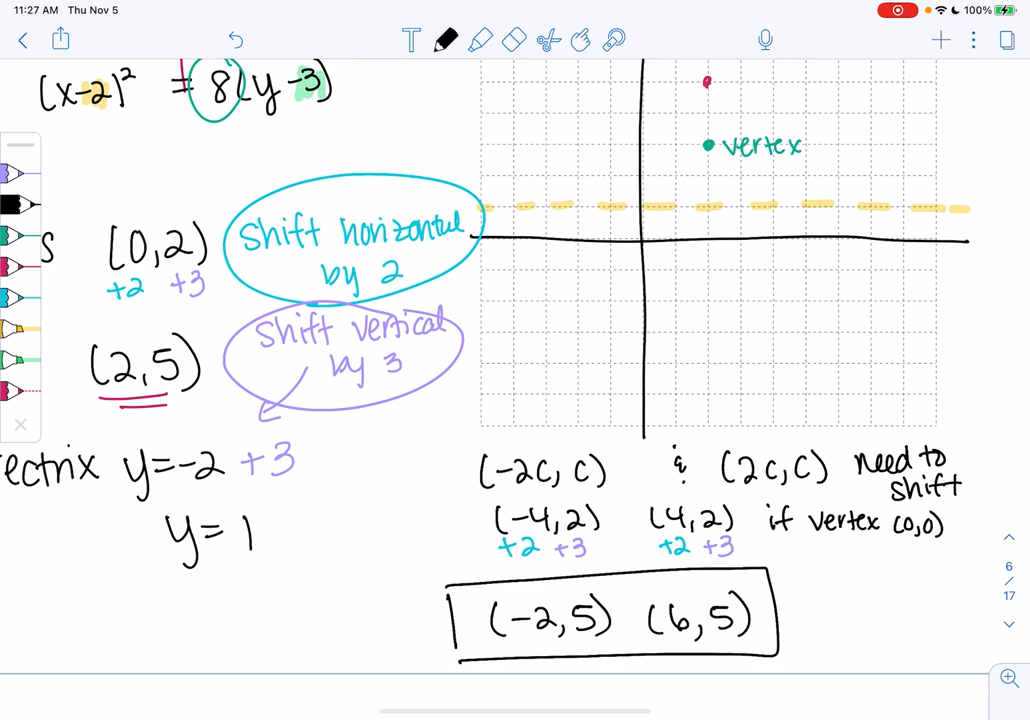 11:27 AM Thu Nov 5
100%
(x-2)² = 8(y-3)
vertex
s (0,2)
+2 +3
Shift horizontal
by 2
Shift vertical
by 3
(2,5)
ectrix y=-2 +3
y=1
(-2c, c) & (2c, c) need to
shift
(-4,2) (4,2) if vertex (0,0)
+2 +3 +2 +3
(-2,5) (6,5)
6
/
17